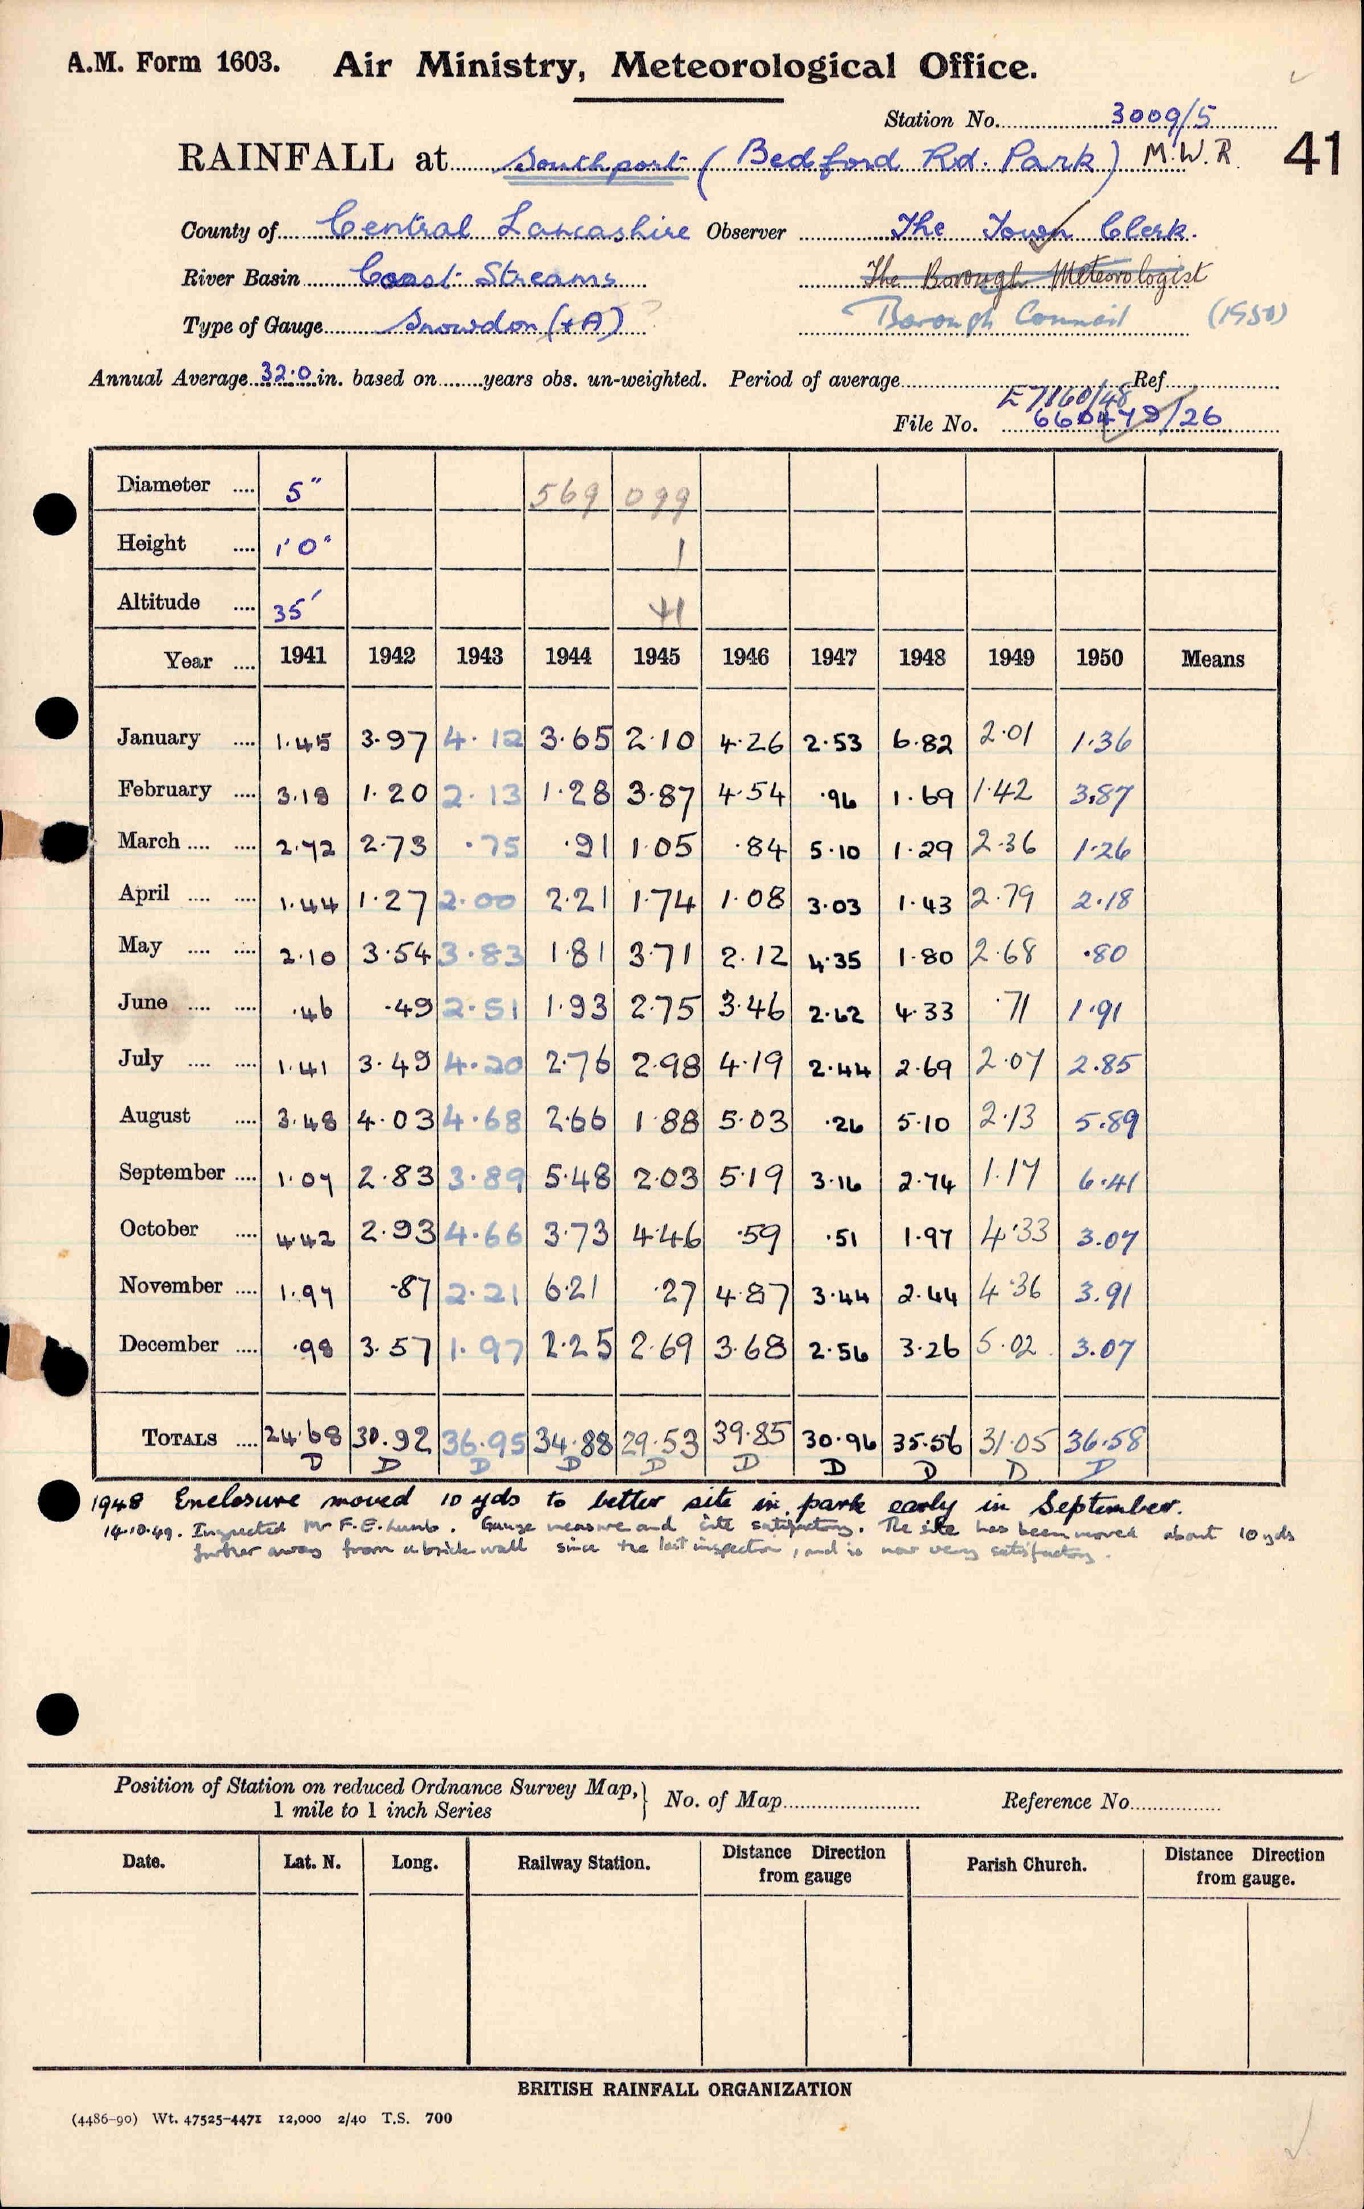 A.M. Form 1603. Air Ministry, Meteorological Office.
Station No. 3009/5
RAINFALL at Southport (Bedford Rd. Park) M.W.R. 41
County of Central Lancashire Observer The Town Clerk.
River Basin Coast Streams The Borough Meteorologist
Type of Gauge Snowdon (+A) ? Borough Council (1950)
Annual Average 32.0 in. based on years obs. un-weighted. Period of average Ref
E7160/48
File No. 660479/26
Diameter .... 5" 569 099
Height .... 1'0" 1
Altitude .... 35' 41
Year .... 1941 1942 1943 1944 1945 1946 1947 1948 1949 1950 Means
January .... 1.45 3.97 4.12 3.65 2.10 4.26 2.53 6.82 2.01 1.36
February .... 3.18 1.20 2.13 1.28 3.87 4.54 .96 1.69 1.42 3.87
March .... .... 2.72 2.73 .75 .91 1.05 .84 5.10 1.29 2.36 1.26
April .... .... 1.44 1.27 2.00 2.21 1.74 1.08 3.03 1.43 2.79 2.18
May .... .... 2.10 3.54 3.83 1.81 3.71 2.12 4.35 1.80 2.68 .80
June .... .... .46 .49 2.51 1.93 2.75 3.46 2.62 4.33 .71 1.91
July .... .... 1.41 3.49 4.20 2.76 2.98 4.19 2.44 2.69 2.07 2.85
August .... 3.48 4.03 4.68 2.66 1.88 5.03 .26 5.10 2.13 5.89
September .... 1.07 2.83 3.89 5.48 2.03 5.19 3.16 2.74 1.17 6.41
October .... 4.42 2.93 4.66 3.73 4.46 .59 .51 1.97 4.33 3.07
November .... 1.97 .87 2.21 6.21 .27 4.87 3.44 2.44 4.36 3.91
December .... .98 3.57 1.97 2.25 2.69 3.68 2.56 3.26 5.02 3.07
TOTALS .... 24.68 30.92 36.95 34.88 29.53 39.85 30.96 35.56 31.05 36.58
D D D D D D D D D D
1948 Enclosure moved 10 yds to better site in park early in September.
14.10.49. Inspected Mr F.E. Lumb. Gauge measure and site satisfactory. The site has been moved about 10 yds
further away from a brick wall since the last inspection, and is now very satisfactory.
Position of Station on reduced Ordnance Survey Map, 1 mile to 1 inch Series } No. of Map Reference No.
Date. Lat. N. Long. Railway Station. Distance Direction from gauge Parish Church. Distance Direction from gauge.
BRITISH RAINFALL ORGANIZATION
(4486-90) Wt. 47525-4471 12,000 2/40 T.S. 700